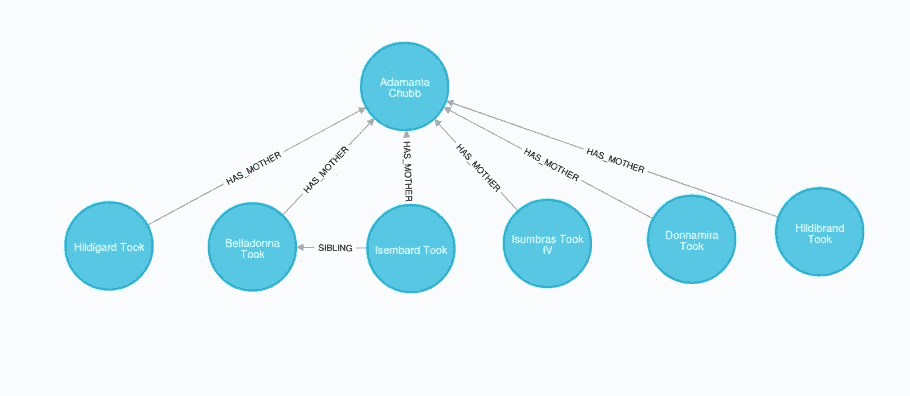 Adamanta
Chubb
HAS_MOTHER
HAS_MOTHER
HAS_MOTHER
HAS_MOTHER
HAS_MOTHER
HAS_MOTHER
Hildigard Took
Belladonna
Took
SIBLING
Isembard Took
Isumbras Took
IV
Donnamira
Took
Hildibrand
Took